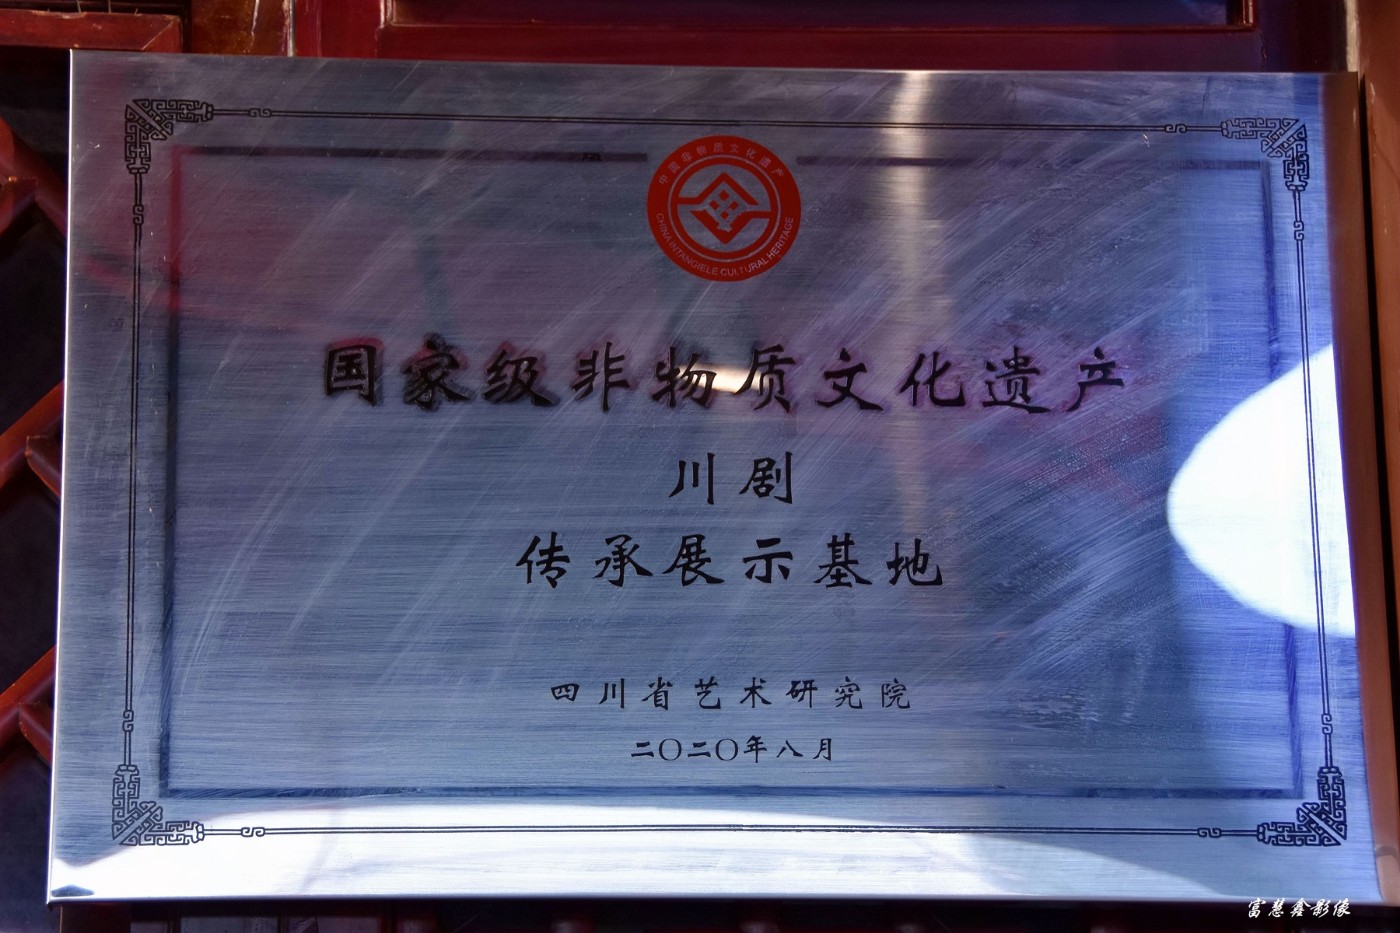 中国非物质文化遗产
CHINA INTANGIELE CULTURAL HERITAGE
国家级非物质文化遗产
川剧
传承展示基地
四川省艺术研究院
二〇二〇年八月
富慧鑫影像